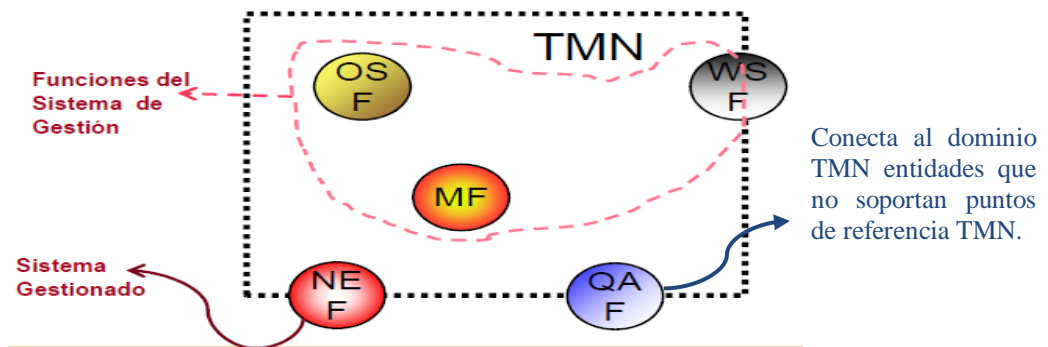 TMN
OS
F
WS
F
Funciones del
Sistema de
Gestión
MF
Conecta al dominio
TMN entidades que
no soportan puntos
de referencia TMN.
Sistema
Gestionado
NE
F
QA
F